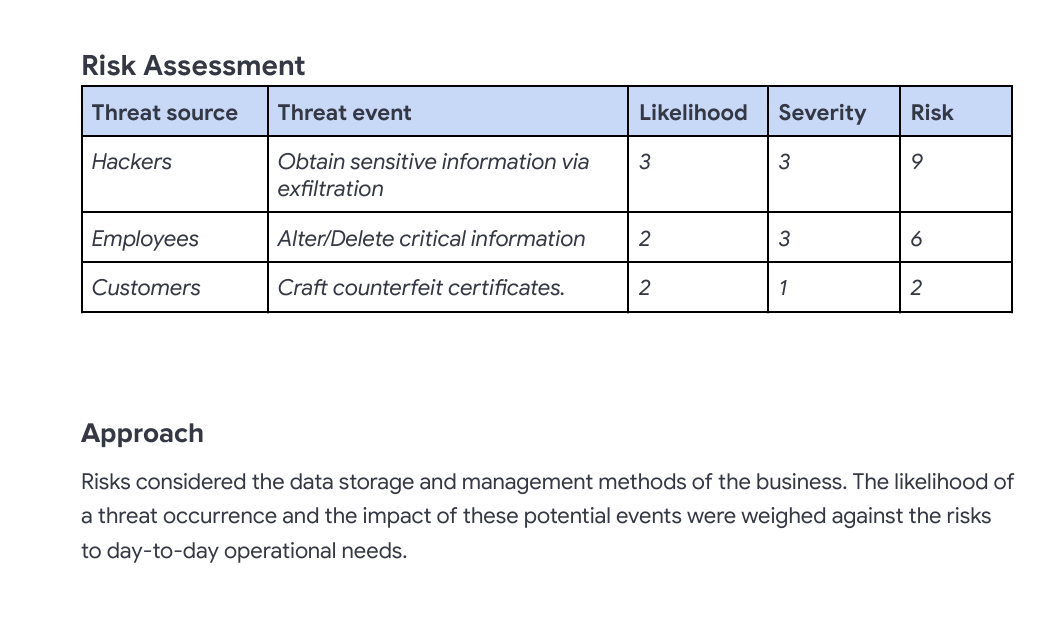 Risk Assessment
Threat source Threat event Likelihood Severity Risk
Hackers Obtain sensitive information via 3 3 9
exfiltration
Employees Alter/Delete critical information 2 3 6
Customers Craft counterfeit certificates. 2 1 2
Approach
Risks considered the data storage and management methods of the business. The likelihood of
a threat occurrence and the impact of these potential events were weighed against the risks
to day-to-day operational needs.